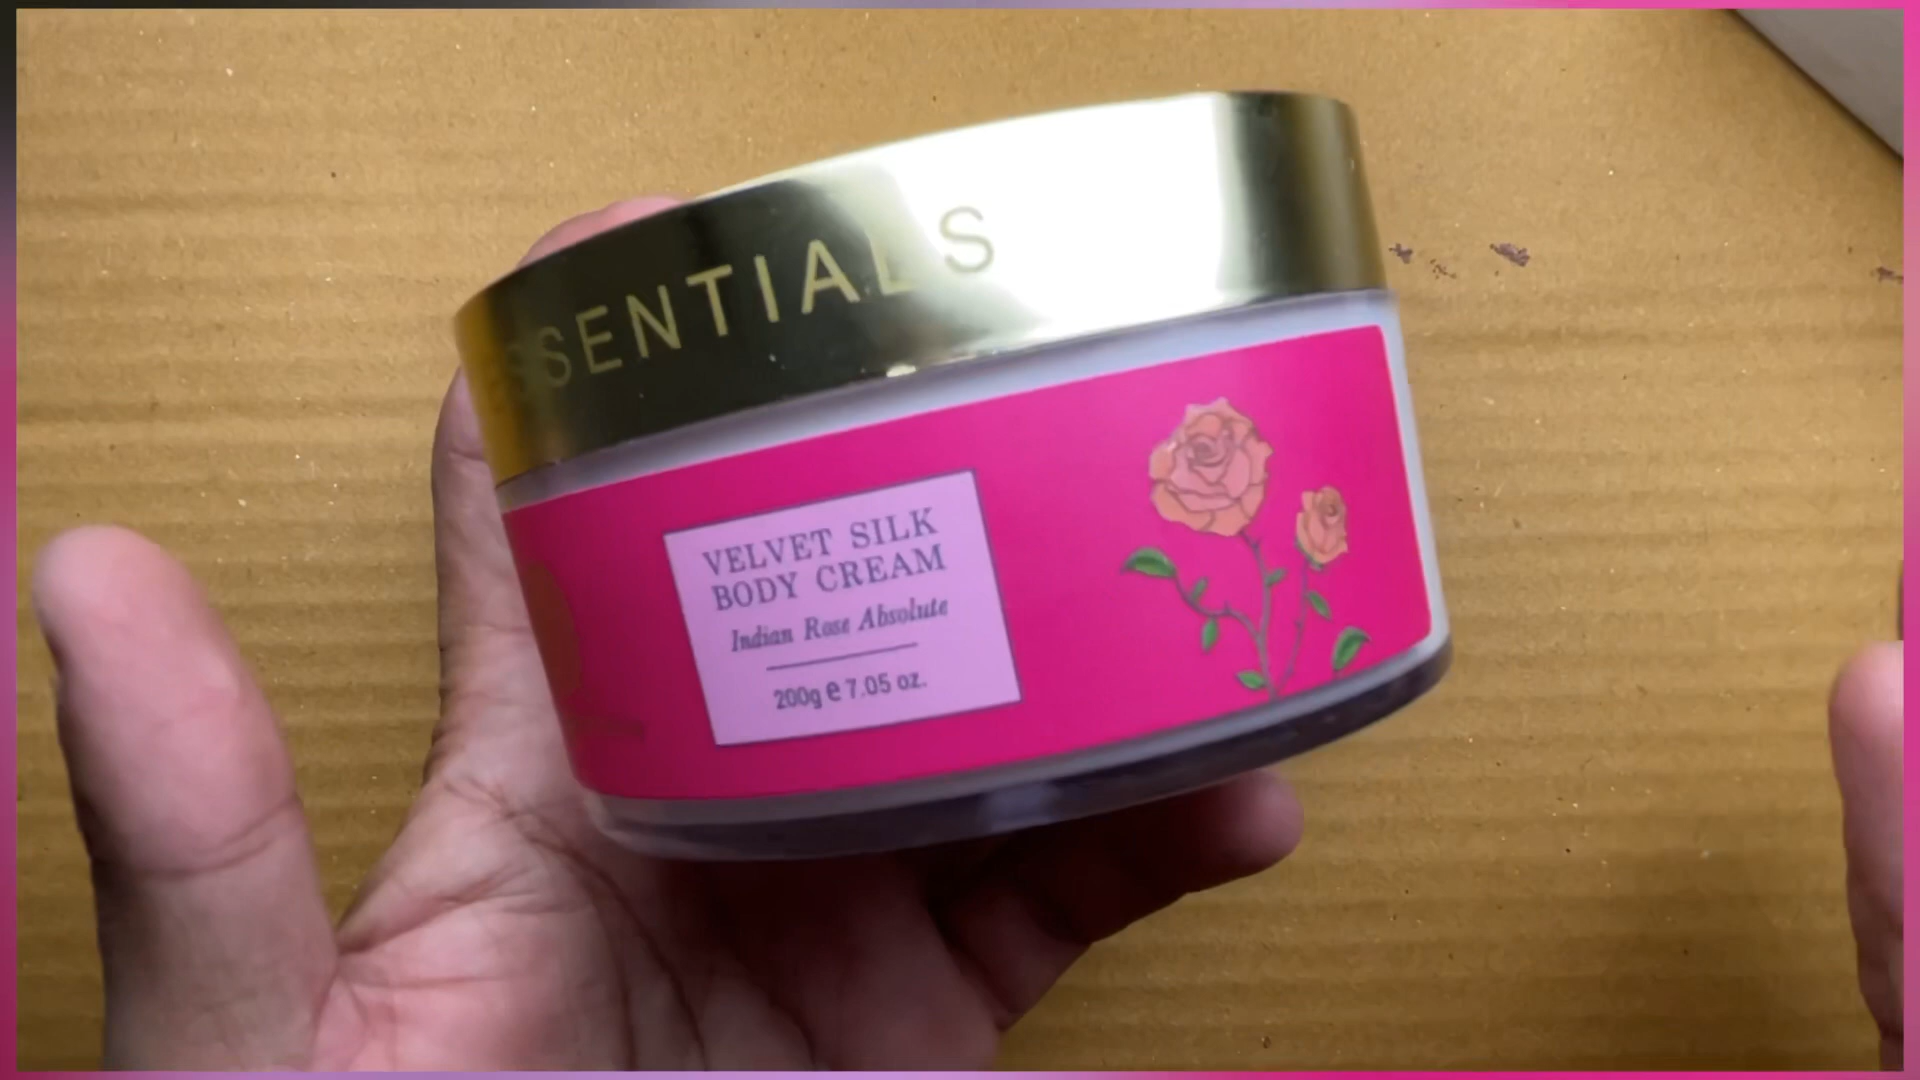 SSENTIALS
VELVET SILK
BODY CREAM
Indian Rose Absolute
200g e 7.05 oz.